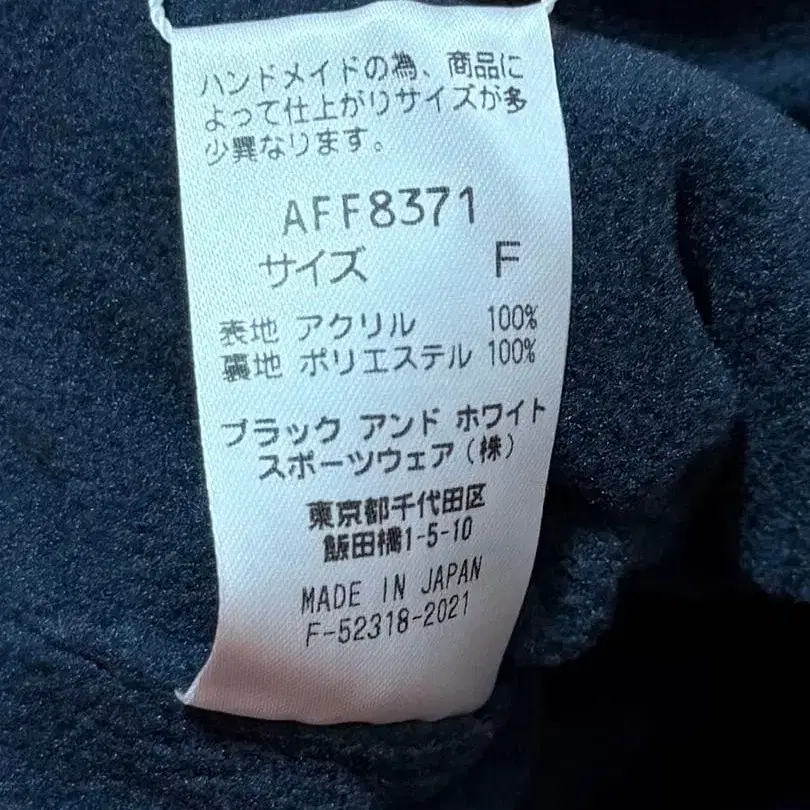 ハンドメイドの為、商品に
よって仕上がりサイズが多
少異なります。
AFF8371
サイズ F
表地 アクリル 100%
裏地 ポリエステル 100%
ブラック アンド ホワイト
スポーツウェア(株)
東京都千代田区
飯田橋1-5-10
MADE IN JAPAN
F-52318-2021